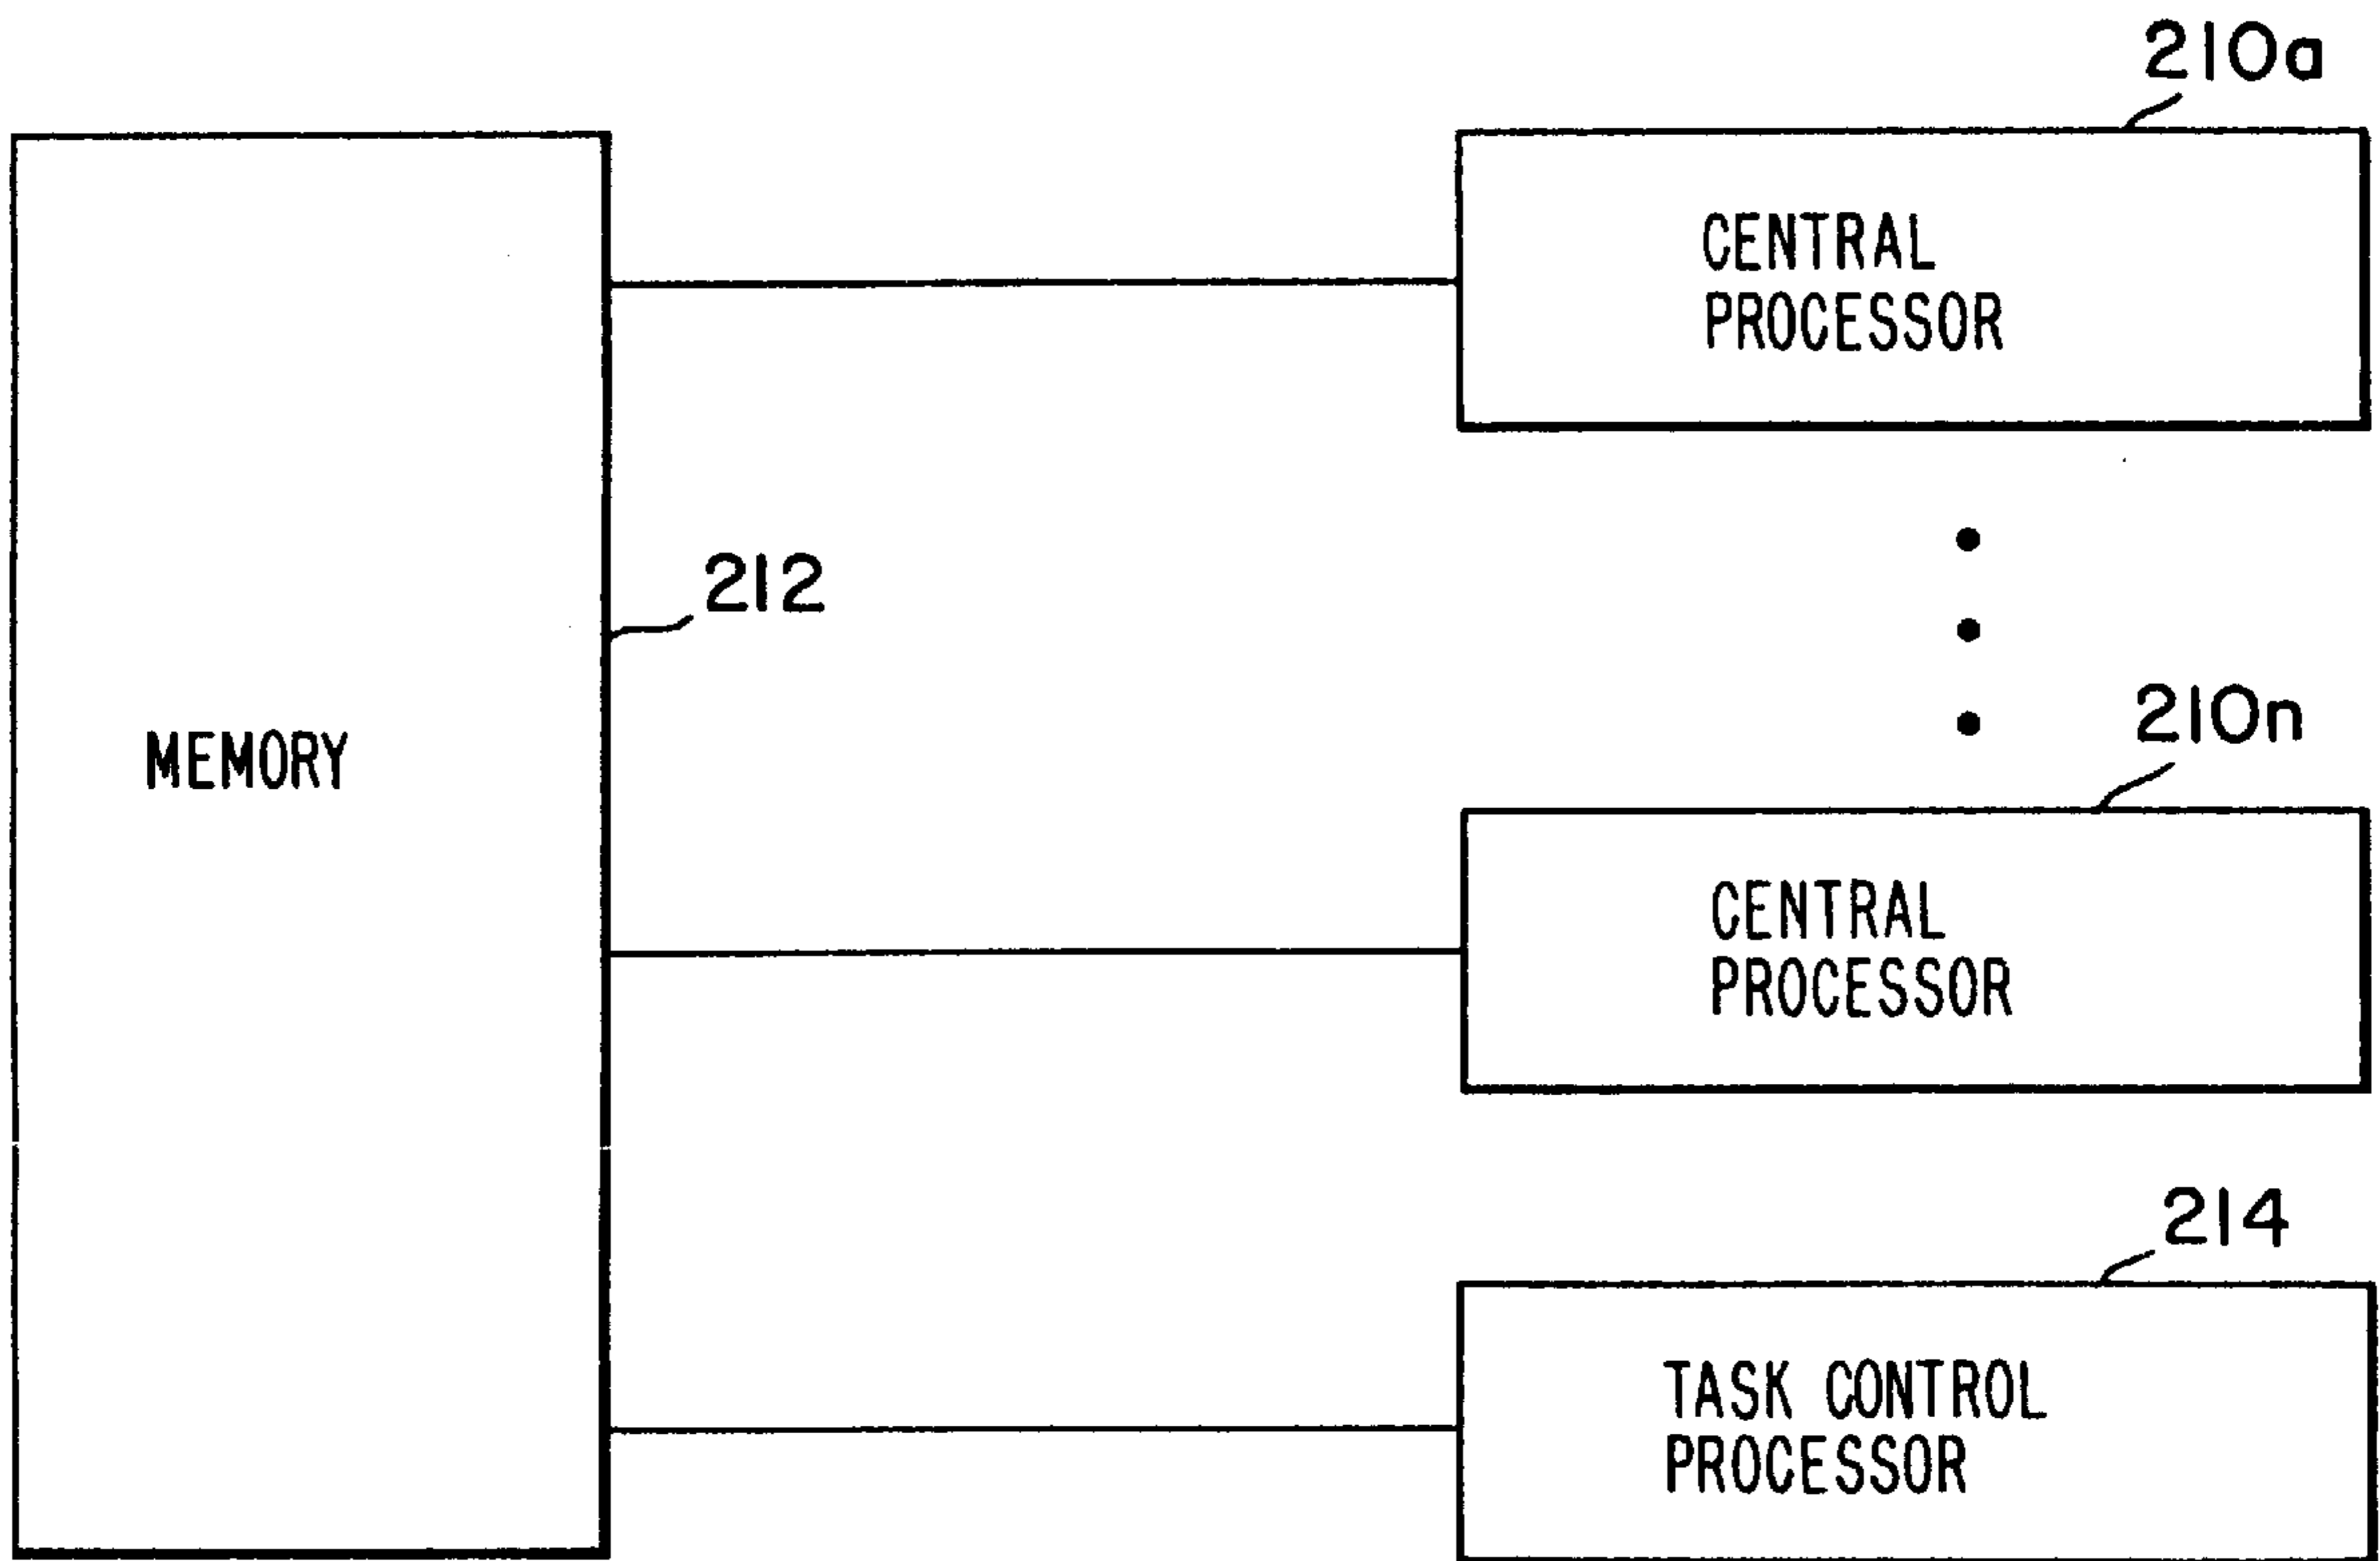 210a
CENTRAL
PROCESSOR
212
210n
MEMORY
CENTRAL
PROCESSOR
214
TASK CONTROL
PROCESSOR